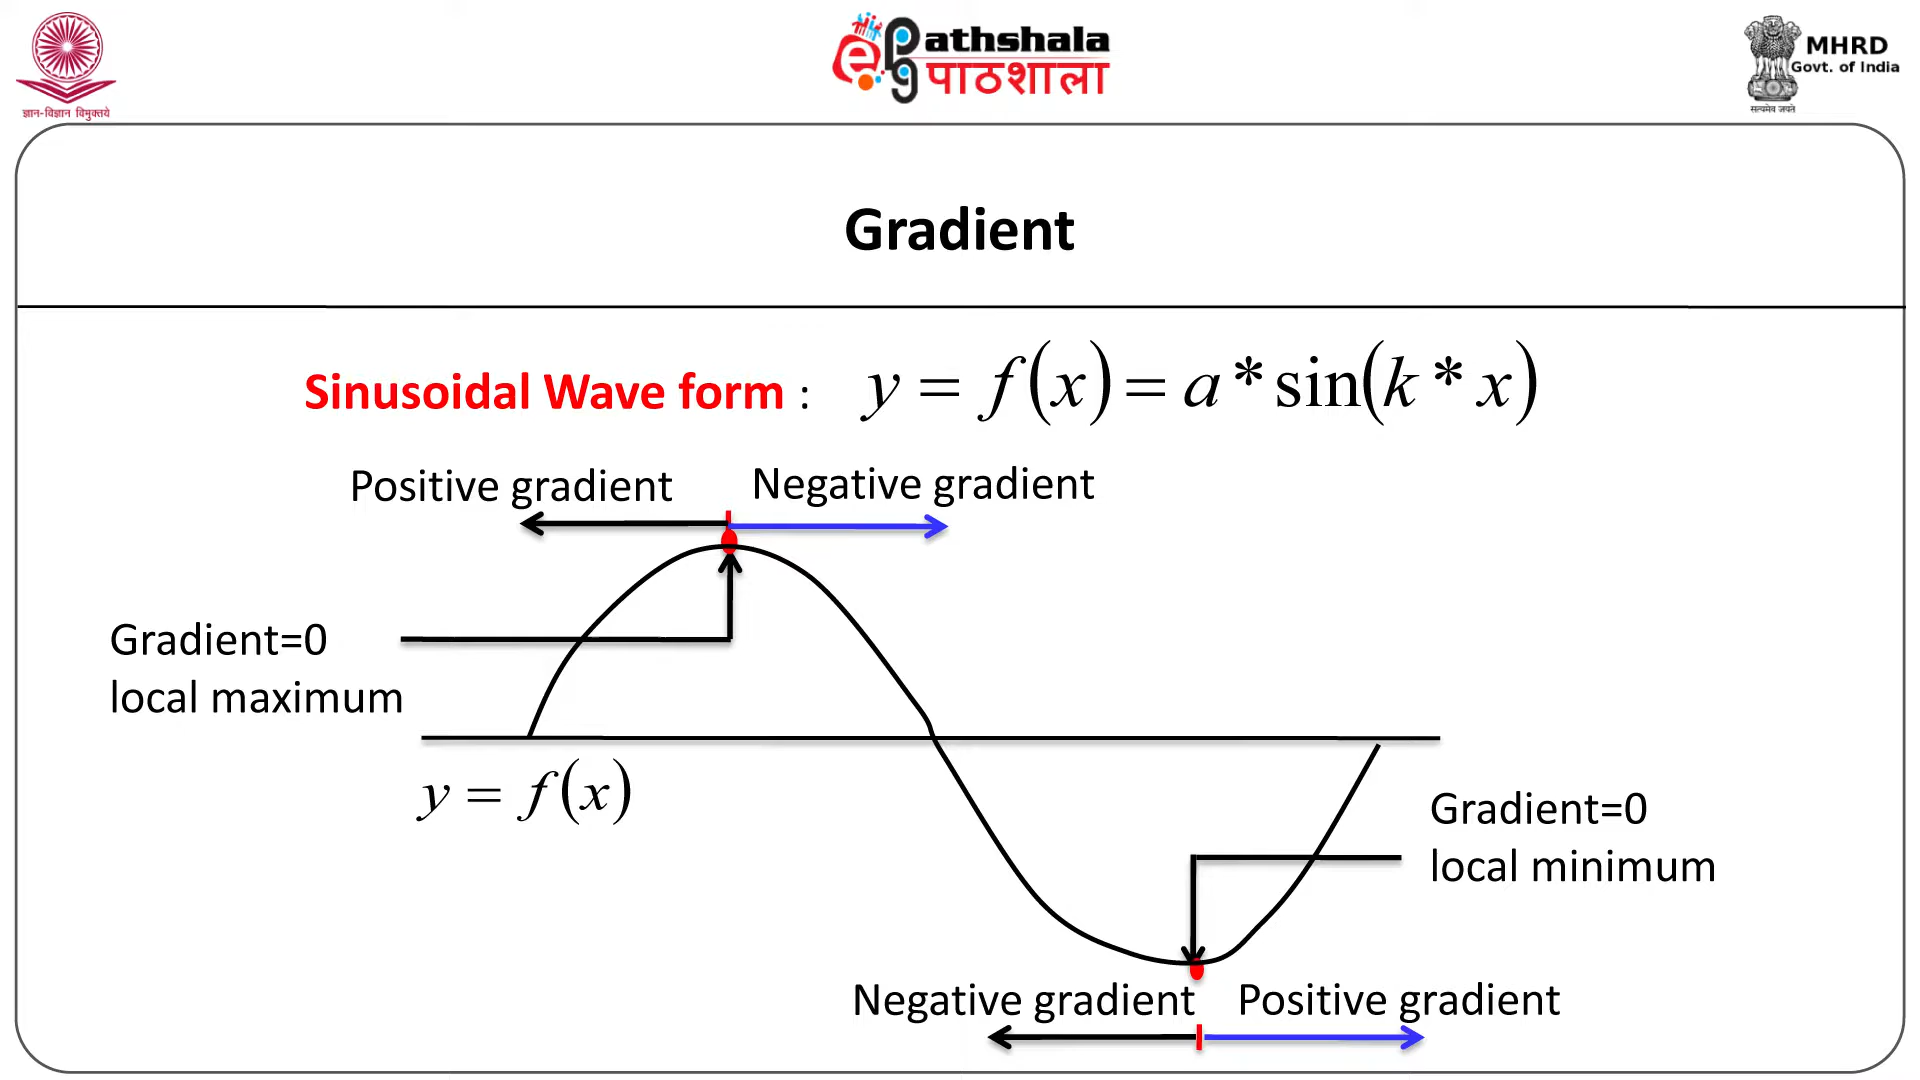 ज्ञान-विज्ञान विमुक्तये
ePathshala
पाठशाला
MHRD
Govt. of India
सत्यमेव जयते
Gradient
Sinusoidal Wave form : y = f(x) = a * sin(k * x)
Positive gradient
Negative gradient
Gradient=0
local maximum
y = f(x)
Gradient=0
local minimum
Negative gradient
Positive gradient